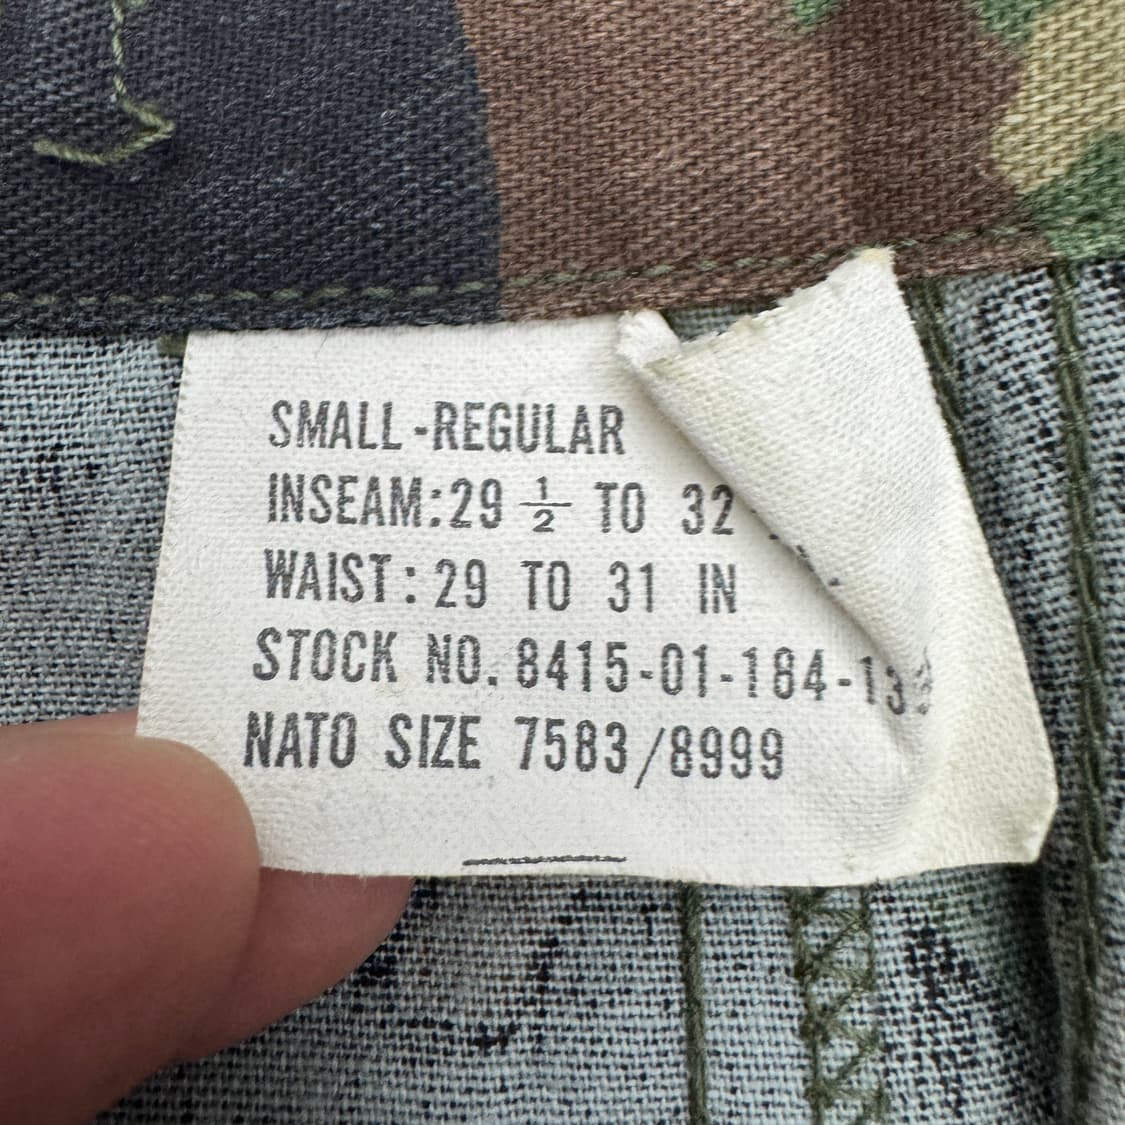 SMALL-REGULAR
INSEAM:29 1/2 TO 32
WAIST: 29 TO 31 IN
STOCK NO. 8415-01-184-13
NATO SIZE 7583/8999